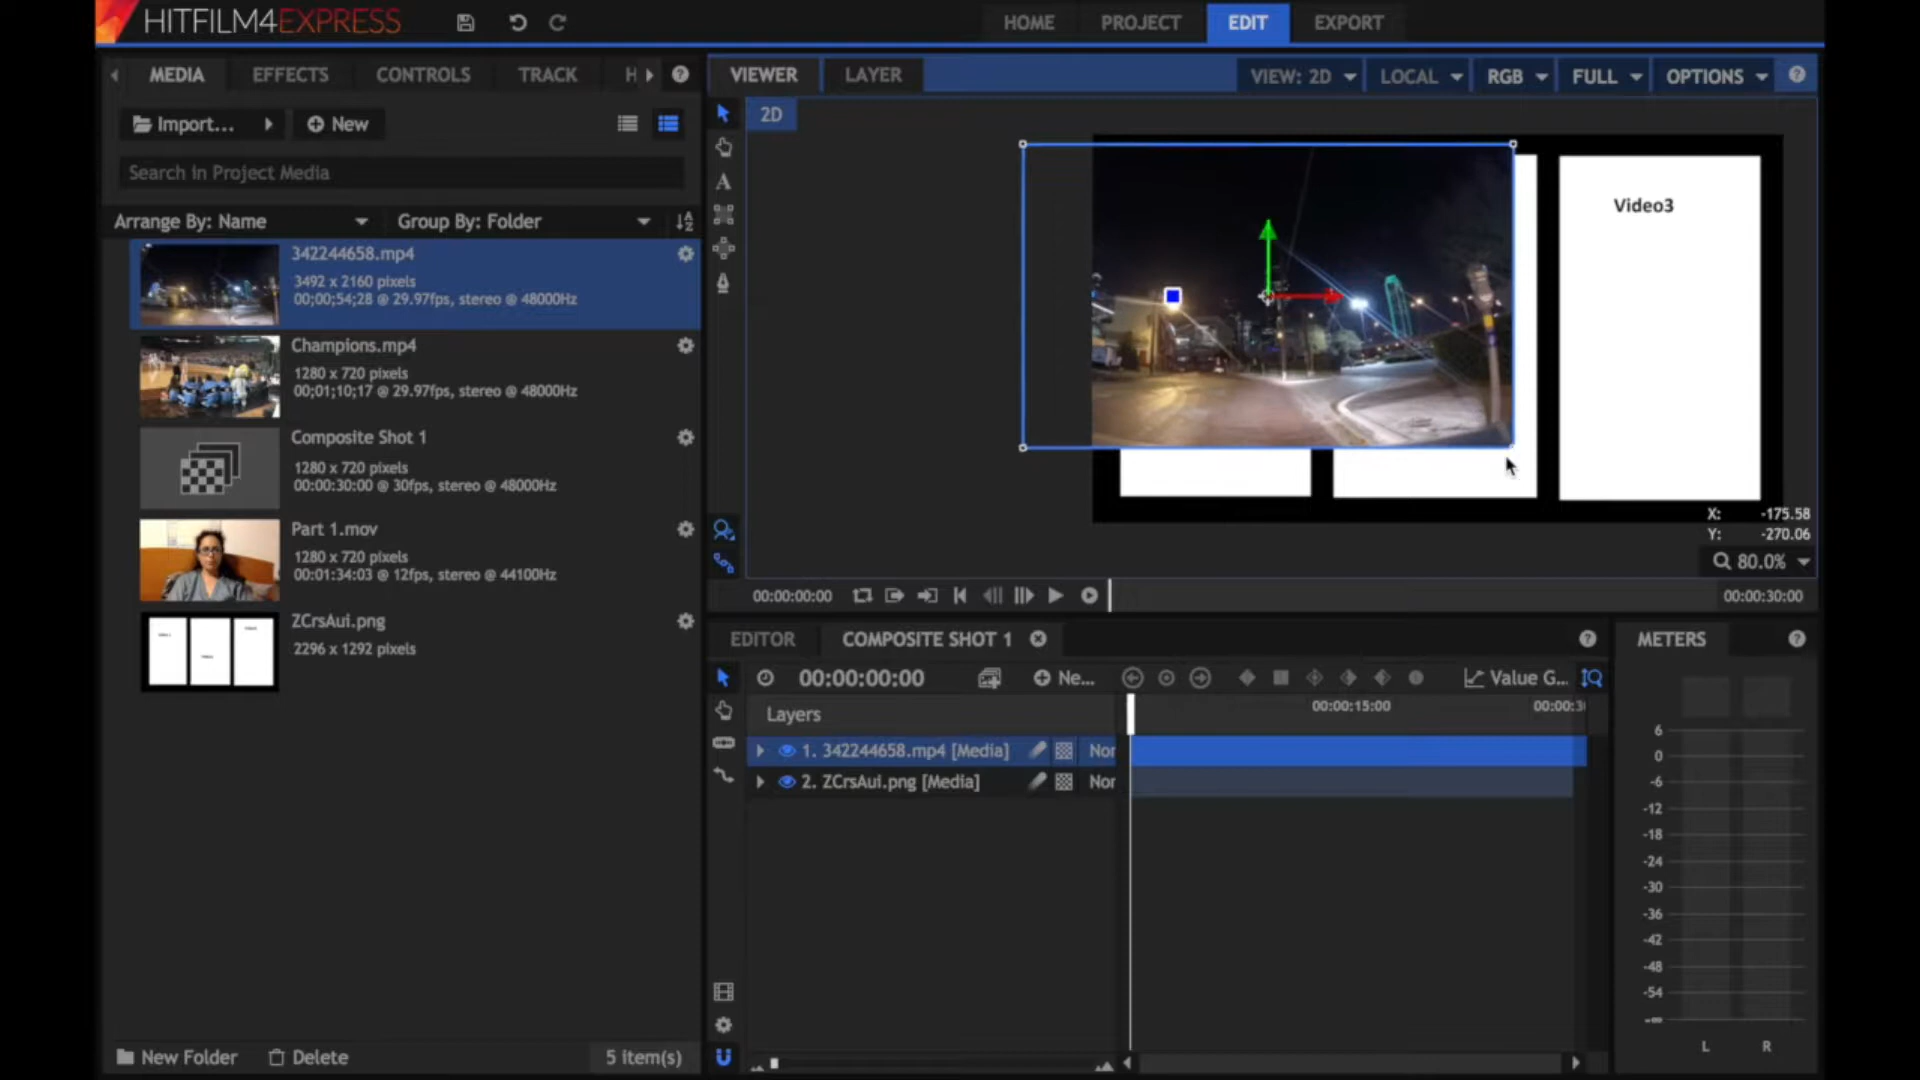 HITFILM4EXPRESS
HOME PROJECT EDIT EXPORT
MEDIA EFFECTS CONTROLS TRACK H
VIEWER LAYER VIEW: 2D LOCAL RGB FULL OPTIONS
Import... New
2D
Search in Project Media
Arrange By: Name Group By: Folder
342244658.mp4
3492 x 2160 pixels
00;00;54;28 @ 29.97fps, stereo @ 48000Hz
Champions.mp4
1280 x 720 pixels
00;01;10;17 @ 29.97fps, stereo @ 48000Hz
Composite Shot 1
1280 x 720 pixels
00:00:30:00 @ 30fps, stereo @ 48000Hz
Part 1.mov
1280 x 720 pixels
00:01:34:03 @ 12fps, stereo @ 44100Hz
ZCrsAui.png
2296 x 1292 pixels
Video3
X: -175.58
Y: -270.06
80.0%
00:00:00:00 00:00:30:00
EDITOR COMPOSITE SHOT 1 METERS
00:00:00:00 Ne... Value G...
Layers 00:00:15:00 00:00:3
1. 342244658.mp4 [Media] Nor
2. ZCrsAui.png [Media] Nor
6
0
-6
-12
-18
-24
-30
-36
-42
-48
-54
-∞
L R
New Folder Delete 5 item(s)